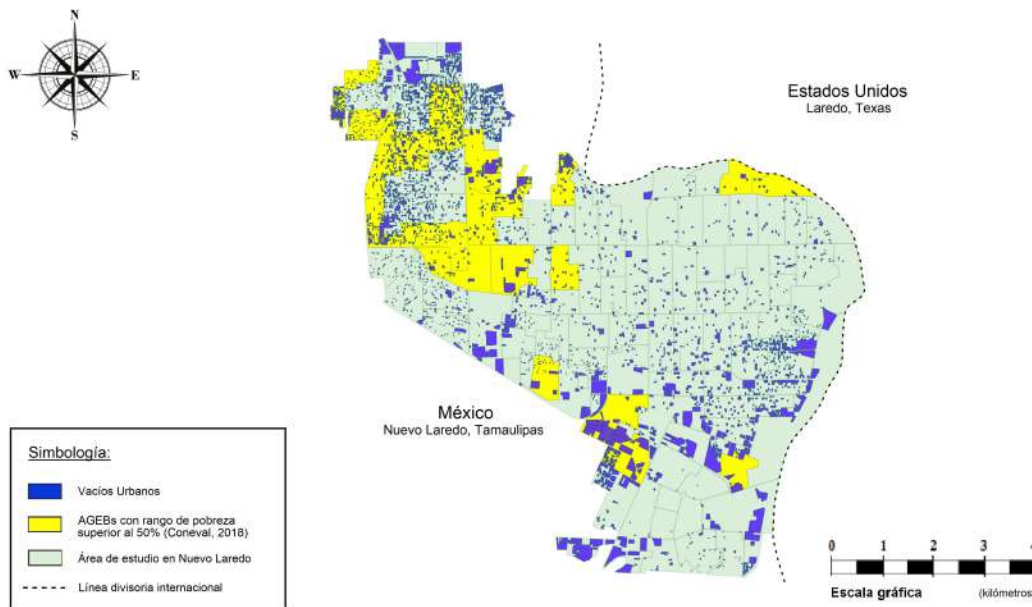 N
W
E
S
Estados Unidos
Laredo, Texas
México
Nuevo Laredo, Tamaulipas
Simbología:
Vacíos Urbanos
AGEBs con rango de pobreza
superior al 50% (Coneval, 2018)
Área de estudio en Nuevo Laredo
Línea divisoria internacional
0 1 2 3 4
Escala gráfica (kilómetros